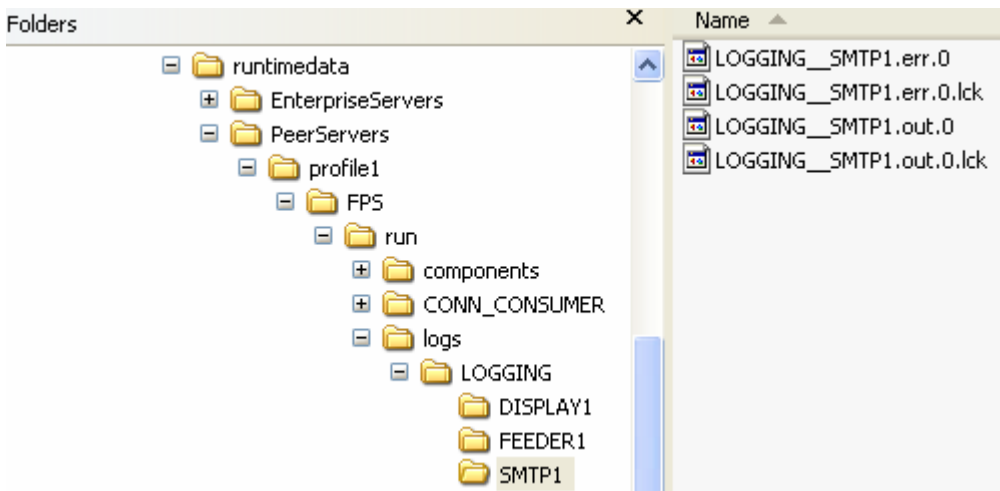 Folders
runtimedata
EnterpriseServers
PeerServers
profile1
FPS
run
components
CONN_CONSUMER
logs
LOGGING
DISPLAY1
FEEDER1
SMTP1
Name
LOGGING__SMTP1.err.0
LOGGING__SMTP1.err.0.lck
LOGGING__SMTP1.out.0
LOGGING__SMTP1.out.0.lck